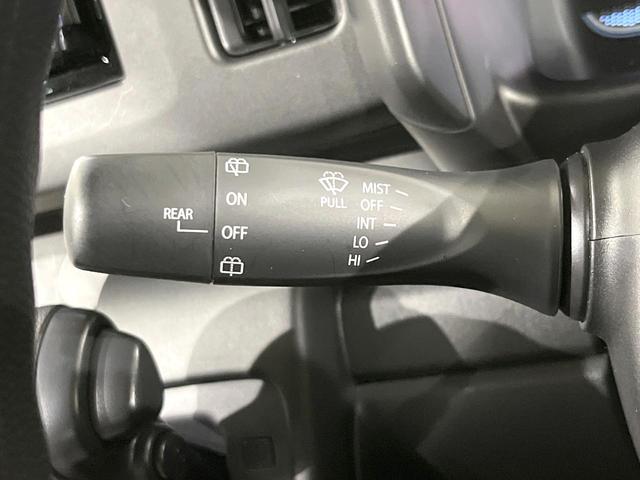 REAR
ON
OFF
PULL
MIST
OFF
INT
LO
HI